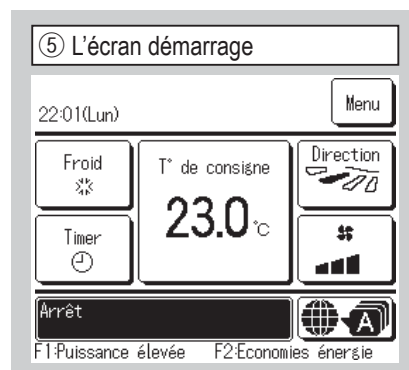 ⑤ L'écran démarrage
22:01(Lun)
Menu
Froid
T° de consigne
Direction
23.0 °C
Timer
Arrêt
A
F1:Puissance élevée F2:Economies énergie